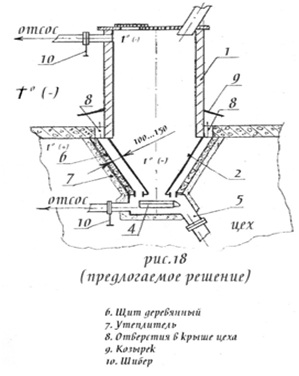 отсос
10
t° (-)
8
1
9
8
t° (-)
t° (+)
6
7
100...150
t° (-)
2
отсос
10
4
5
цех
рис.18
(предлогаемое решение)
6. Щит деревянный
7. Утеплитель
8. Отверстия в крыше цеха
9. Козырек
10. Шибер